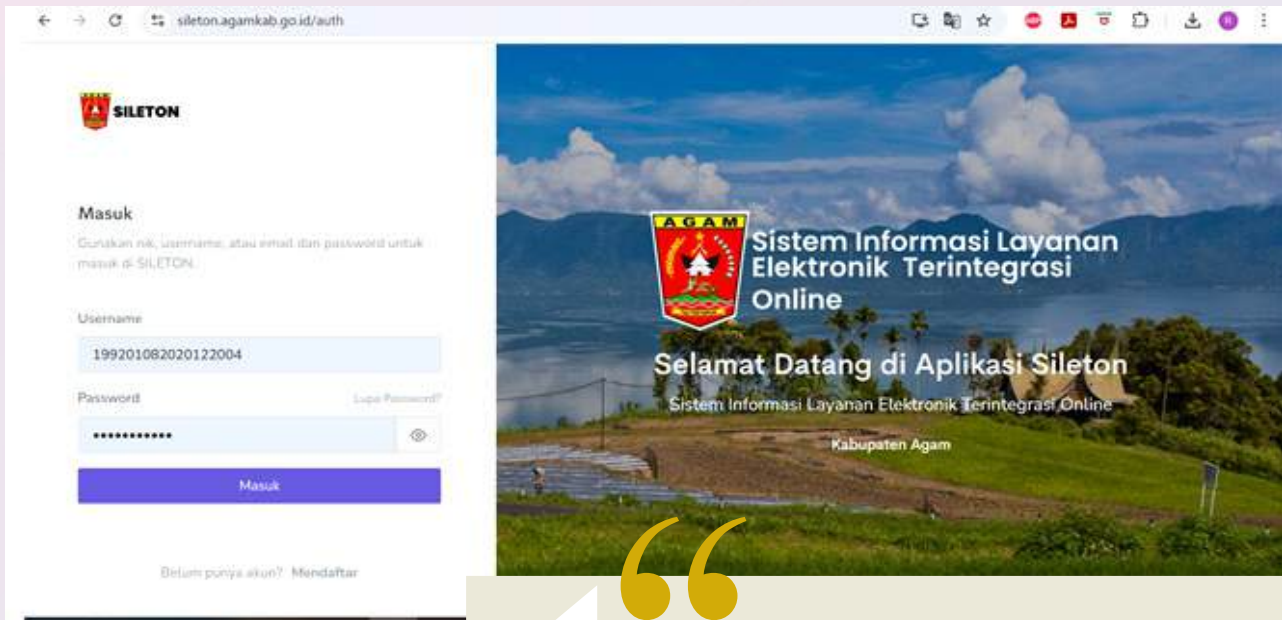 sileton.agamkab.go.id/auth
SILETON
Masuk
Gunakan nik, username, atau email dan password untuk
masuk di SILETON.
Username
199201082020122004
Password
Lupa Password?
Masuk
Belum punya akun? Mendaftar
AGAM
Sistem Informasi Layanan
Elektronik Terintegrasi
Online
Selamat Datang di Aplikasi Sileton
Sistem Informasi Layanan Elektronik Terintegrasi Online
Kabupaten Agam
“